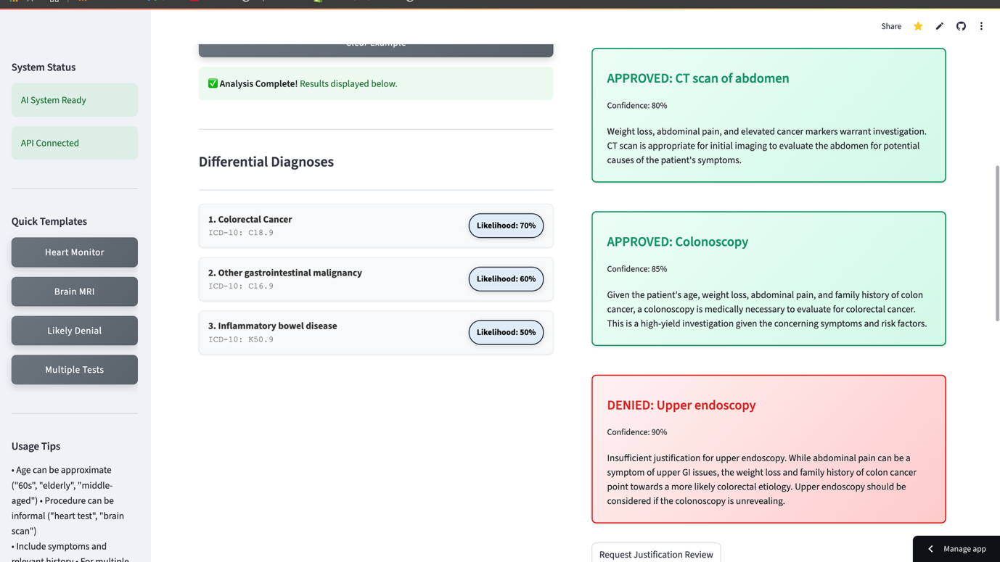 Share
System Status
AI System Ready
API Connected
Quick Templates
Heart Monitor
Brain MRI
Likely Denial
Multiple Tests
Usage Tips
• Age can be approximate
("60s", "elderly", "middle-
aged") • Procedure can be
informal ("heart test", "brain
scan")
• Include symptoms and
relevant history • For multiple
Clear Example
✅ Analysis Complete! Results displayed below.
Differential Diagnoses
1. Colorectal Cancer
ICD-10: C18.9
Likelihood: 70%
2. Other gastrointestinal malignancy
ICD-10: C16.9
Likelihood: 60%
3. Inflammatory bowel disease
ICD-10: K50.9
Likelihood: 50%
APPROVED: CT scan of abdomen
Confidence: 80%
Weight loss, abdominal pain, and elevated cancer markers warrant investigation.
CT scan is appropriate for initial imaging to evaluate the abdomen for potential
causes of the patient's symptoms.
APPROVED: Colonoscopy
Confidence: 85%
Given the patient's age, weight loss, abdominal pain, and family history of colon
cancer, a colonoscopy is medically necessary to evaluate for colorectal cancer.
This is a high-yield investigation given the concerning symptoms and risk factors.
DENIED: Upper endoscopy
Confidence: 90%
Insufficient justification for upper endoscopy. While abdominal pain can be a
symptom of upper GI issues, the weight loss and family history of colon cancer
point towards a more likely colorectal etiology. Upper endoscopy should be
considered if the colonoscopy is unrevealing.
Request Justification Review
Manage app